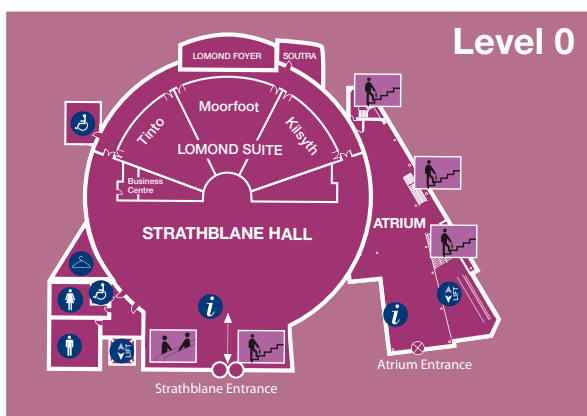 Level 0
LOMOND FOYER
SOUTRA
Moorfoot
Tinto
Kilsyth
LOMOND SUITE
Business
Centre
STRATHBLANE HALL
ATRIUM
i
i
LIFT
LIFT
Strathblane Entrance
Atrium Entrance